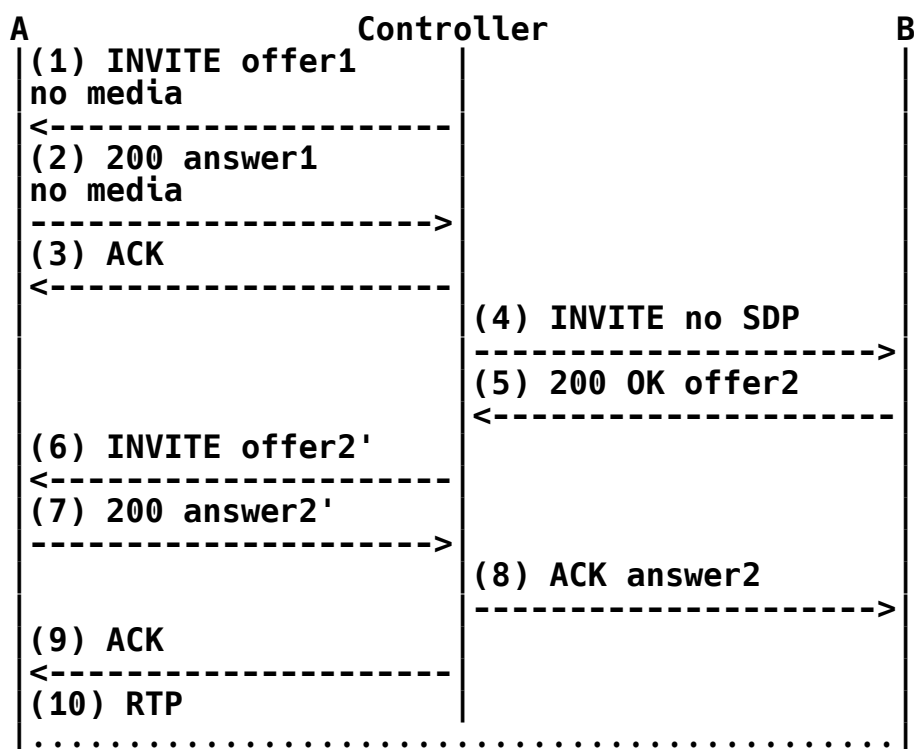 A Controller B
(1) INVITE offer1
no media
<---------------------
(2) 200 answer1
no media
--------------------->
(3) ACK
<---------------------
(4) INVITE no SDP
--------------------->
(5) 200 OK offer2
<---------------------
(6) INVITE offer2'
<---------------------
(7) 200 answer2'
--------------------->
(8) ACK answer2
--------------------->
(9) ACK
<---------------------
(10) RTP
.............................................